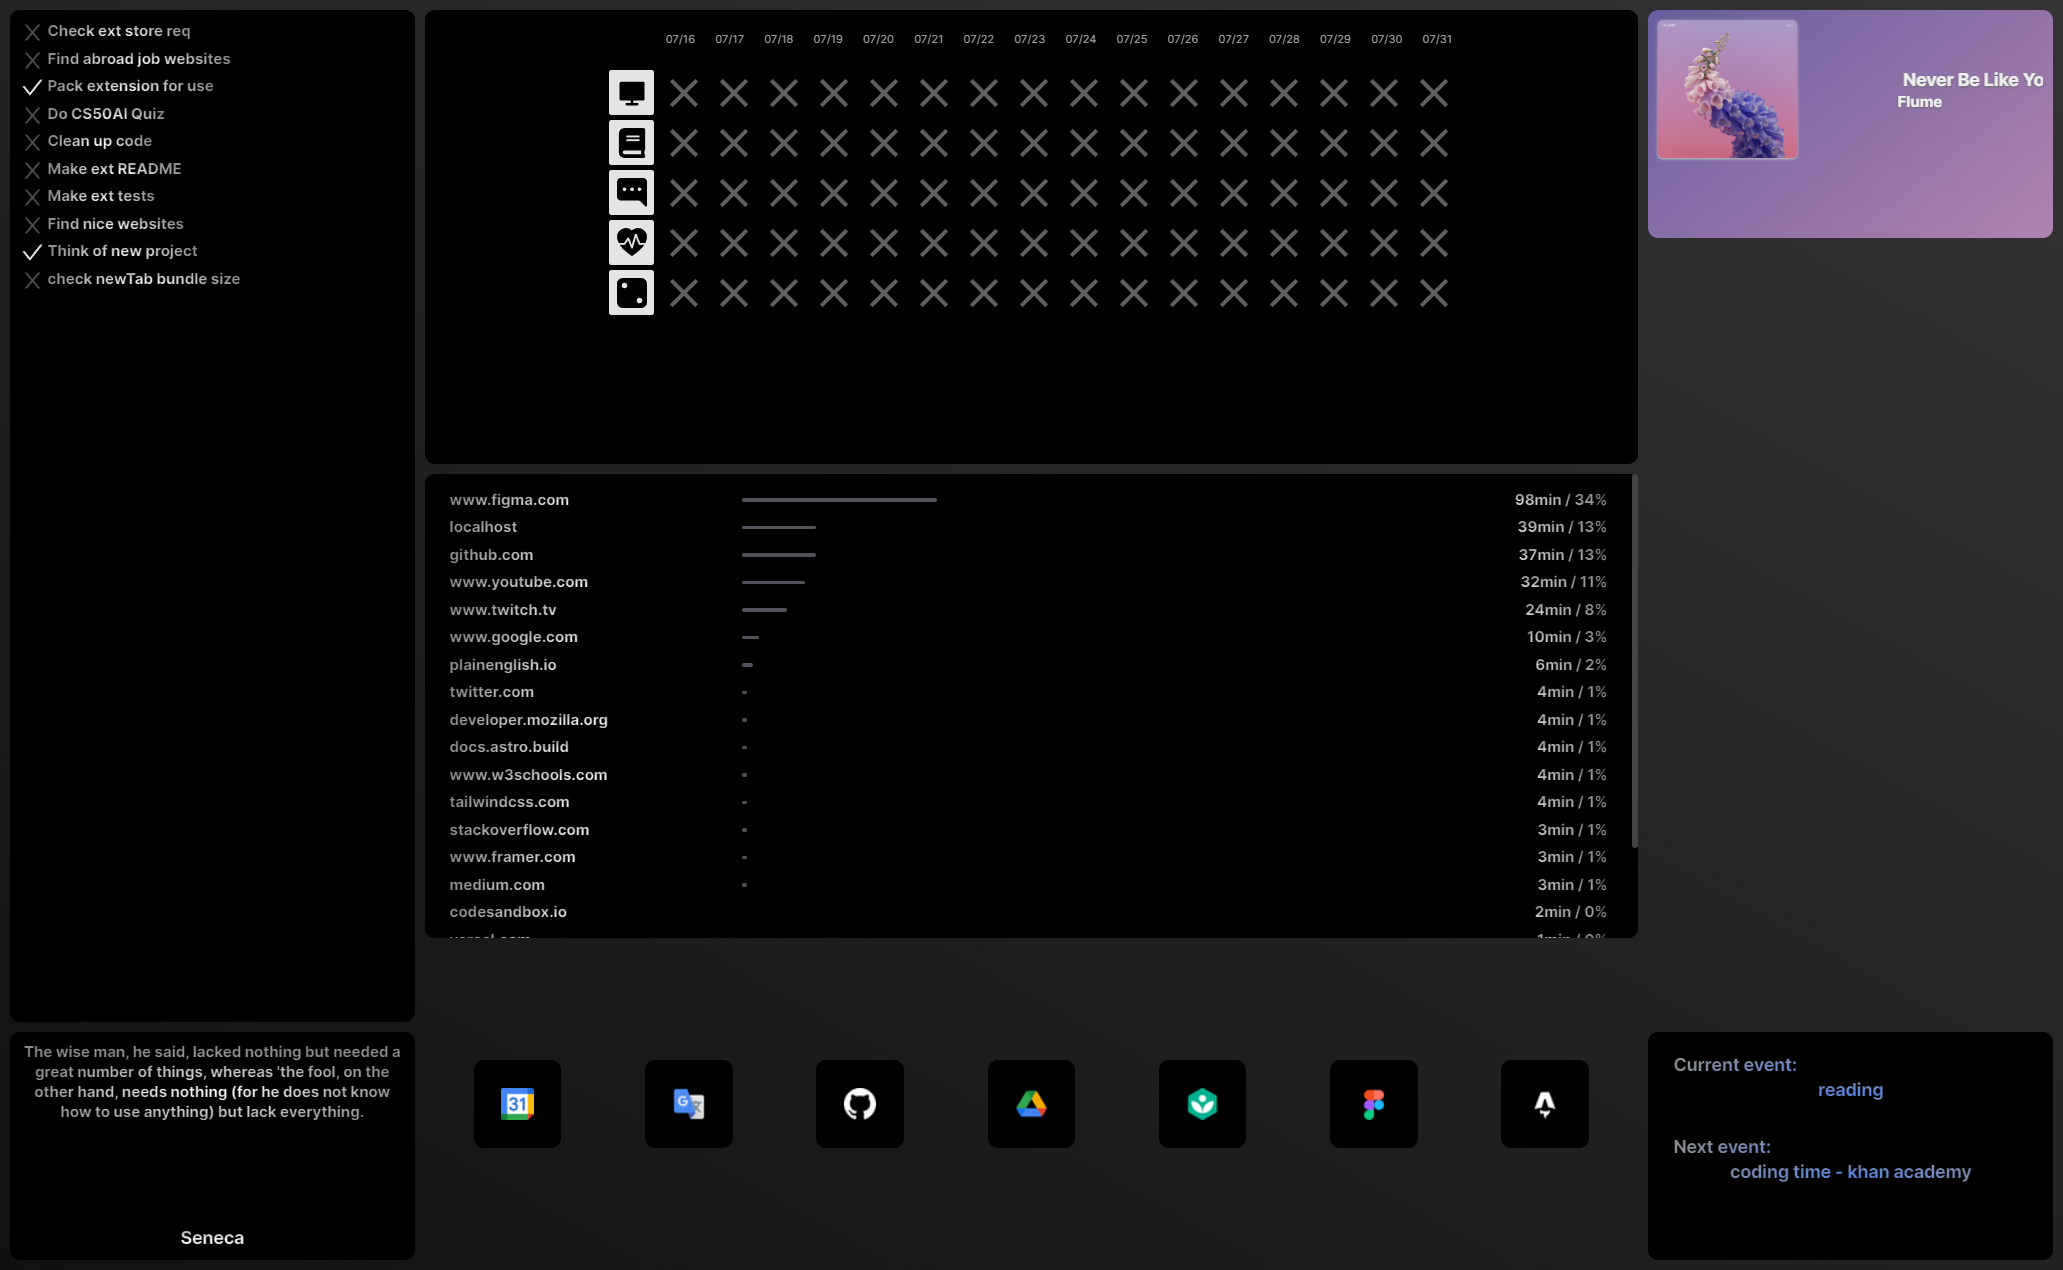 Check ext store req
Find abroad job websites
Pack extension for use
Do CS50AI Quiz
Clean up code
Make ext README
Make ext tests
Find nice websites
Think of new project
check newTab bundle size
07/16 07/17 07/18 07/19 07/20 07/21 07/22 07/23 07/24 07/25 07/26 07/27 07/28 07/29 07/30 07/31
Never Be Like Yo
Flume
www.figma.com 98min / 34%
localhost 39min / 13%
github.com 37min / 13%
www.youtube.com 32min / 11%
www.twitch.tv 24min / 8%
www.google.com 10min / 3%
plainenglish.io 6min / 2%
twitter.com 4min / 1%
developer.mozilla.org 4min / 1%
docs.astro.build 4min / 1%
www.w3schools.com 4min / 1%
tailwindcss.com 4min / 1%
stackoverflow.com 3min / 1%
www.framer.com 3min / 1%
medium.com 3min / 1%
codesandbox.io 2min / 0%
The wise man, he said, lacked nothing but needed a
great number of things, whereas 'the fool, on the
other hand, needs nothing (for he does not know
how to use anything) but lack everything.
Seneca
31
Current event:
reading
Next event:
coding time - khan academy